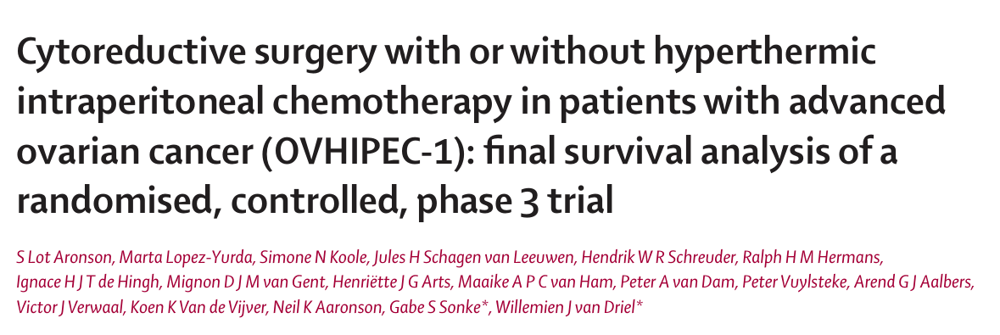 Cytoreductive surgery with or without hyperthermic
intraperitoneal chemotherapy in patients with advanced
ovarian cancer (OVHIPEC-1): final survival analysis of a
randomised, controlled, phase 3 trial
S Lot Aronson, Marta Lopez-Yurda, Simone N Koole, Jules H Schagen van Leeuwen, Hendrik W R Schreuder, Ralph H M Hermans,
Ignace H J T de Hingh, Mignon D J M van Gent, Henriëtte J G Arts, Maaike A P C van Ham, Peter A van Dam, Peter Vuylsteke, Arend G J Aalbers,
Victor J Verwaal, Koen K Van de Vijver, Neil K Aaronson, Gabe S Sonke*, Willemien J van Driel*